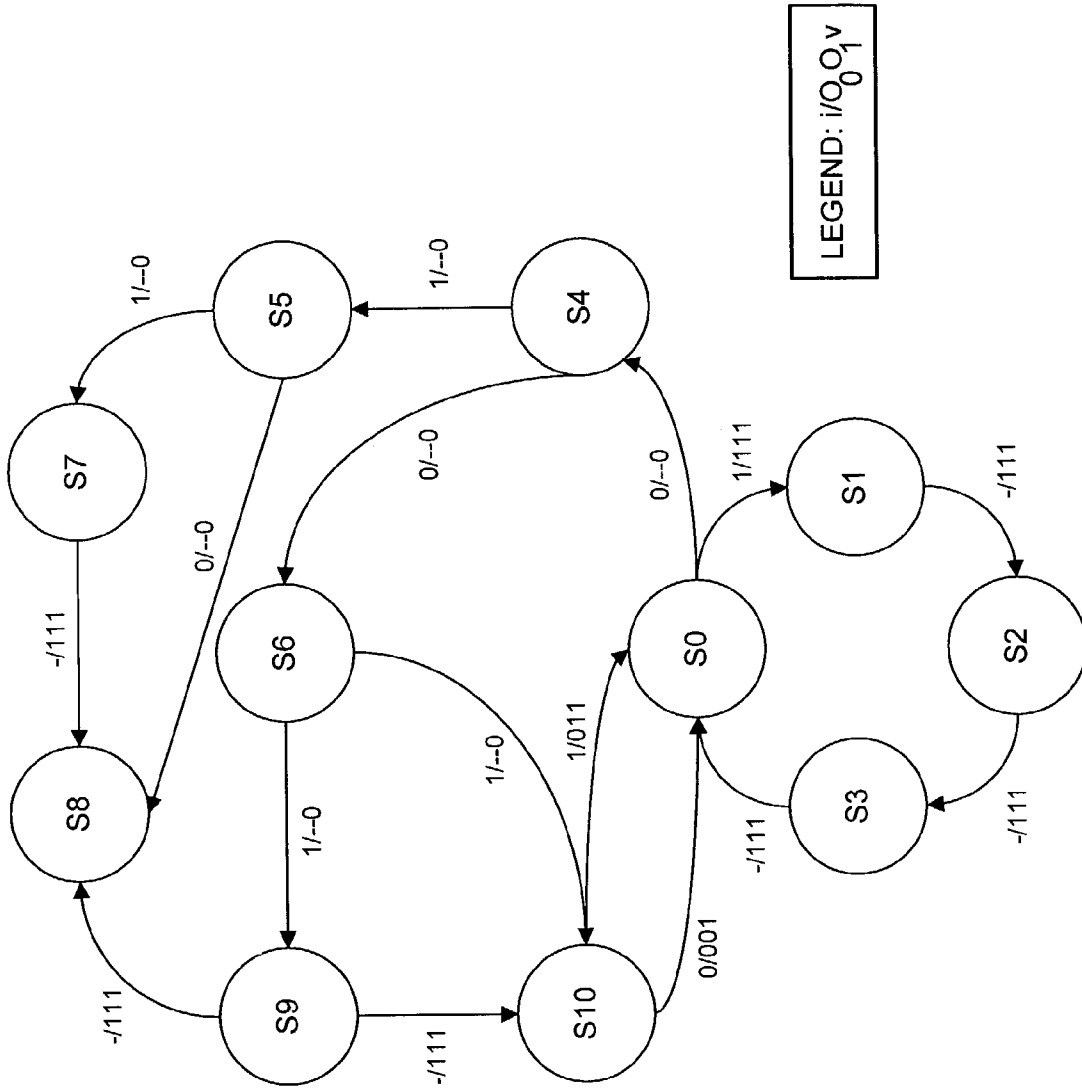 -/111
S8
S7
-/111
1/--0
0/--0
S9
S6
S5
1/--0
0/--0
-/111
1/--0
1/--0
1/011
S10
S4
0/--0
S0
0/001
1/111
-/111
LEGEND: i/O0O1v
S3
S1
-/111
S2
-/111